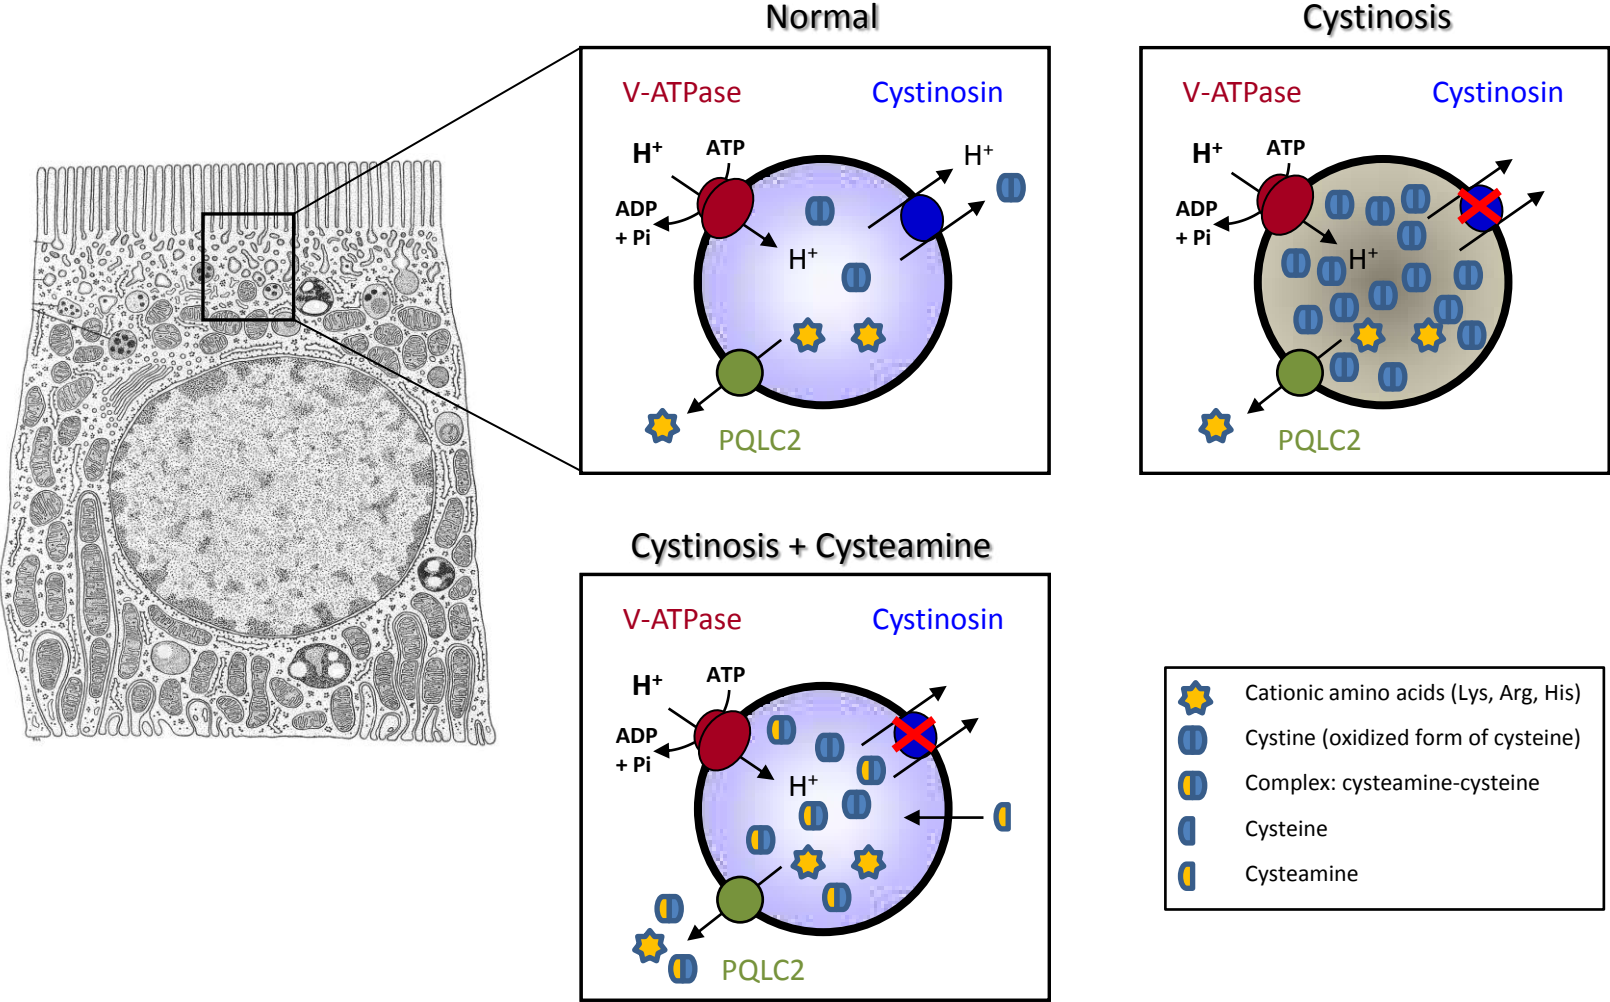 Normal
V-ATPase
Cystinosin
H+
ATP
ADP
+ Pi
H+
H+
PQLC2
Cystinosis
V-ATPase
Cystinosin
H+
ATP
ADP
+ Pi
H+
PQLC2
Cystinosis + Cysteamine
V-ATPase
Cystinosin
H+
ATP
ADP
+ Pi
H+
PQLC2
Cationic amino acids (Lys, Arg, His)
Cystine (oxidized form of cysteine)
Complex: cysteamine-cysteine
Cysteine
Cysteamine